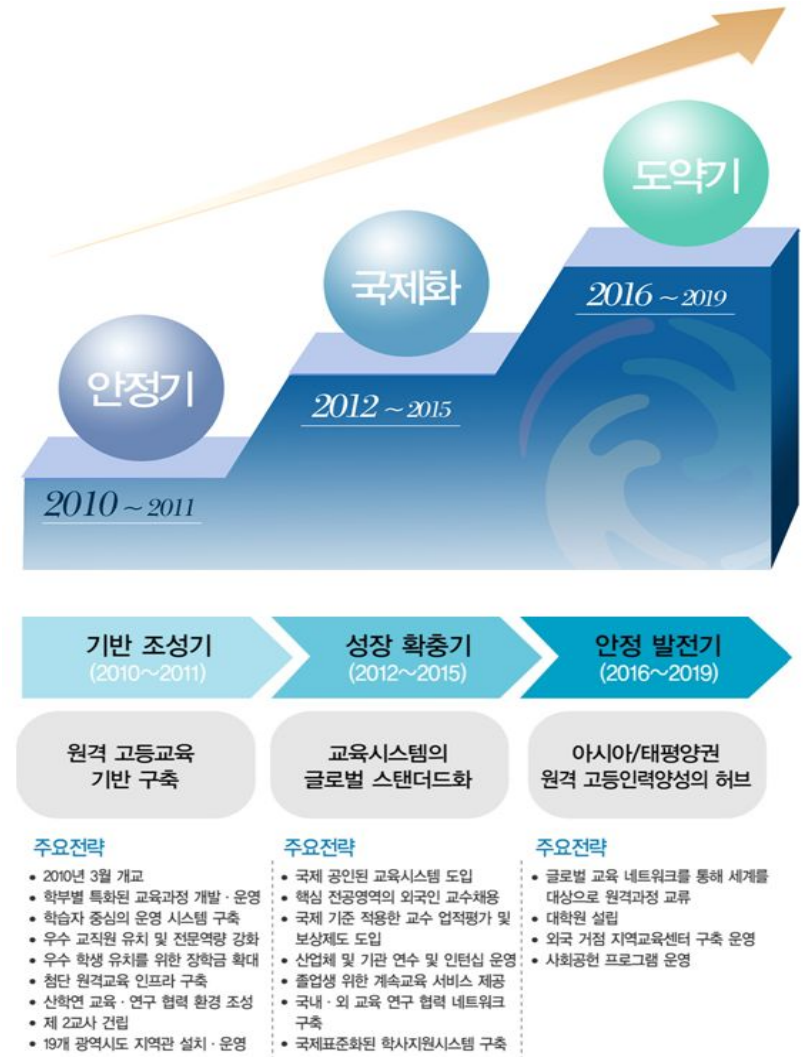 도약기
국제화
2016 ~ 2019
안정기
2012 ~ 2015
2010 ~ 2011
기반 조성기
(2010~2011)
성장 확충기
(2012~2015)
안정 발전기
(2016~2019)
원격 고등교육
기반 구축
교육시스템의
글로벌 스탠더드화
아시아/태평양권
원격 고등인력양성의 허브
주요전략
• 2010년 3월 개교
• 학부별 특화된 교육과정 개발 · 운영
• 학습자 중심의 운영 시스템 구축
• 우수 교직원 유치 및 전문역량 강화
• 우수 학생 유치를 위한 장학금 확대
• 첨단 원격교육 인프라 구축
• 산학연 교육 · 연구 협력 환경 조성
• 제 2교사 건립
• 19개 광역시도 지역관 설치 · 운영
주요전략
• 국제 공인된 교육시스템 도입
• 핵심 전공영역의 외국인 교수채용
• 국제 기준 적용한 교수 업적평가 및
보상제도 도입
• 산업체 및 기관 연수 및 인턴십 운영
• 졸업생 위한 계속교육 서비스 제공
• 국내 · 외 교육 연구 협력 네트워크
구축
• 국제표준화된 학사지원시스템 구축
주요전략
• 글로벌 교육 네트워크를 통해 세계를
대상으로 원격과정 교류
• 대학원 설립
• 외국 거점 지역교육센터 구축 운영
• 사회공헌 프로그램 운영